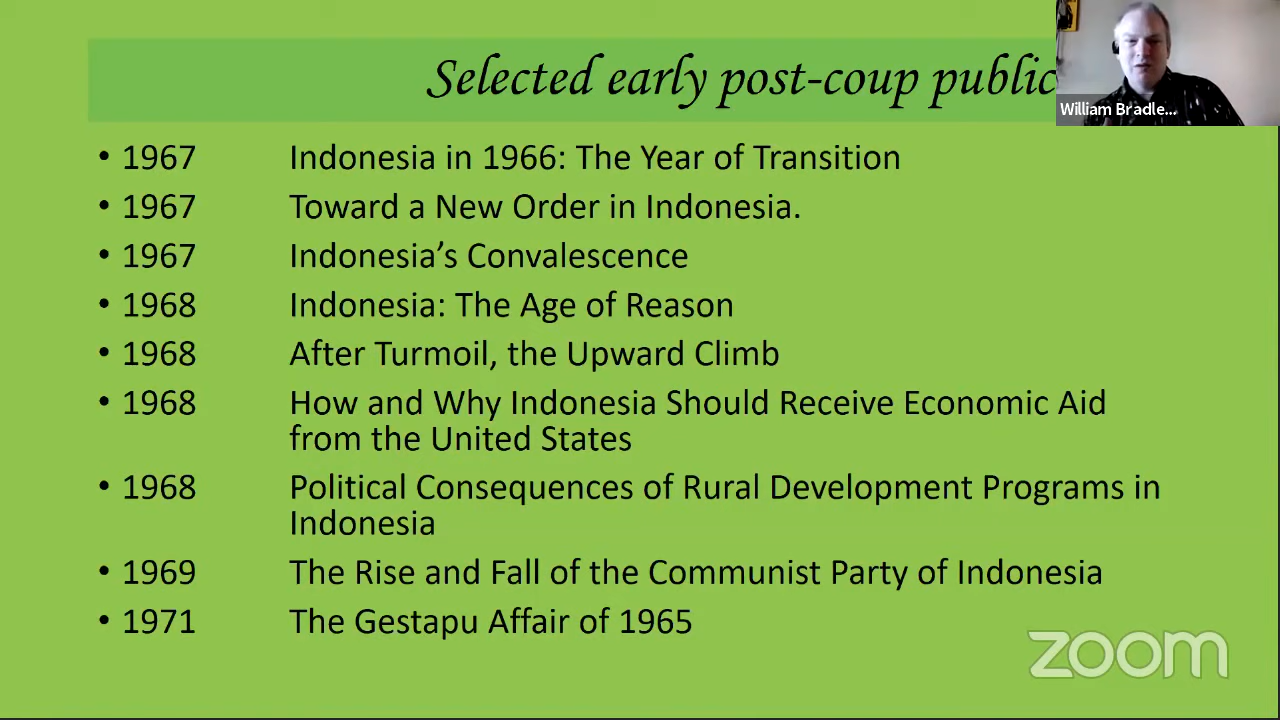 Selected early post-coup public
William Bradle...
• 1967 Indonesia in 1966: The Year of Transition
• 1967 Toward a New Order in Indonesia.
• 1967 Indonesia’s Convalescence
• 1968 Indonesia: The Age of Reason
• 1968 After Turmoil, the Upward Climb
• 1968 How and Why Indonesia Should Receive Economic Aid
from the United States
• 1968 Political Consequences of Rural Development Programs in
Indonesia
• 1969 The Rise and Fall of the Communist Party of Indonesia
• 1971 The Gestapu Affair of 1965
zoom